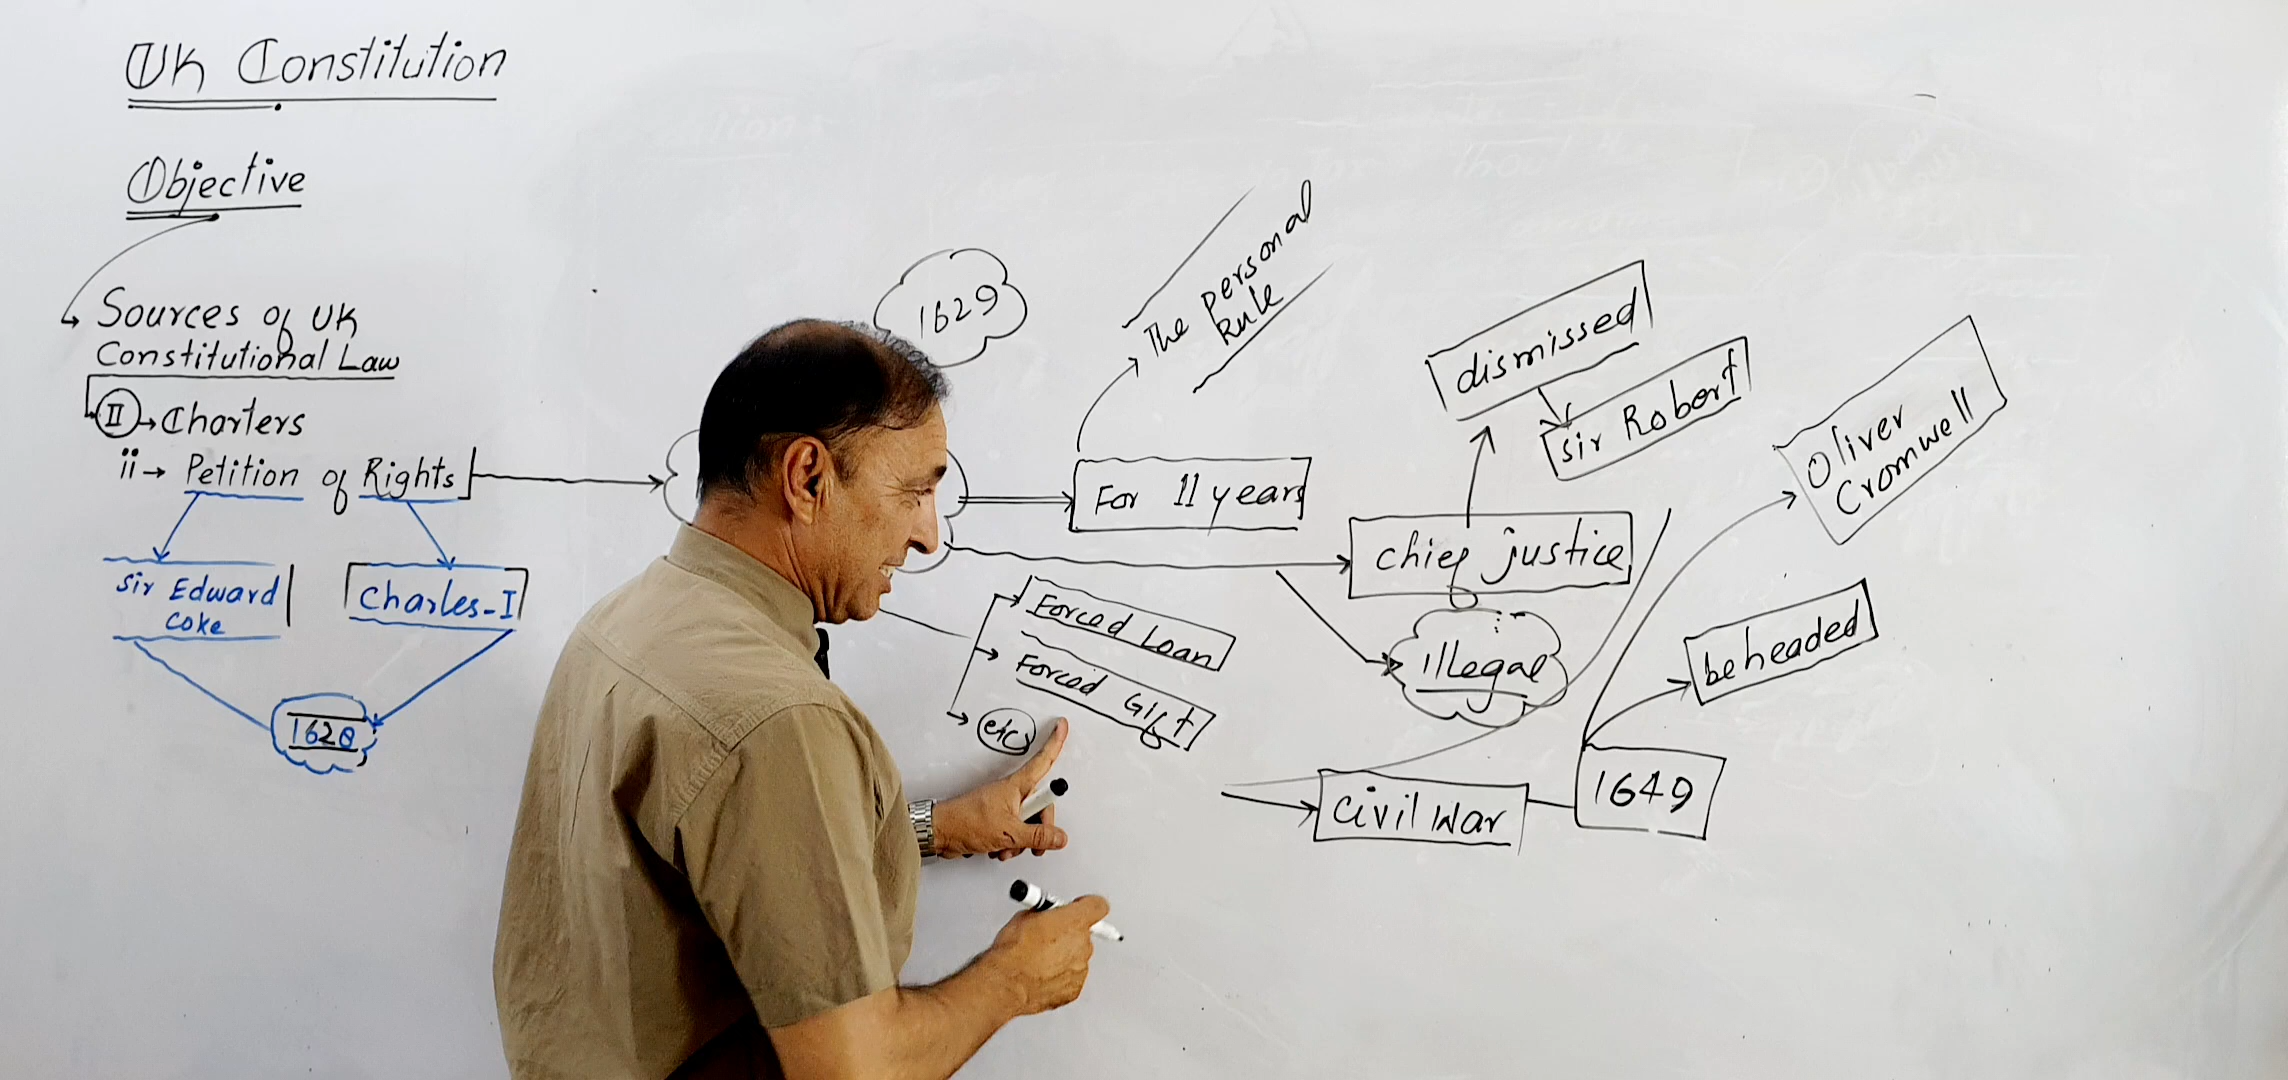 UK Constitution
Objective
Sources of UK
Constitutional Law
II → Charters
ii → Petition of Rights
Sir Edward
Coke
Charles-I
1628
1629
For 11 years
The personal
Rule
chief justice
dismissed
Sir Robert
illegal
Forced Loan
Forced Gift
etc
Civil War
1649
beheaded
Oliver
Cromwell